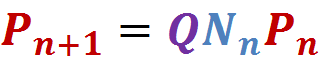 Pₙ₊₁ = QNₙPₙ